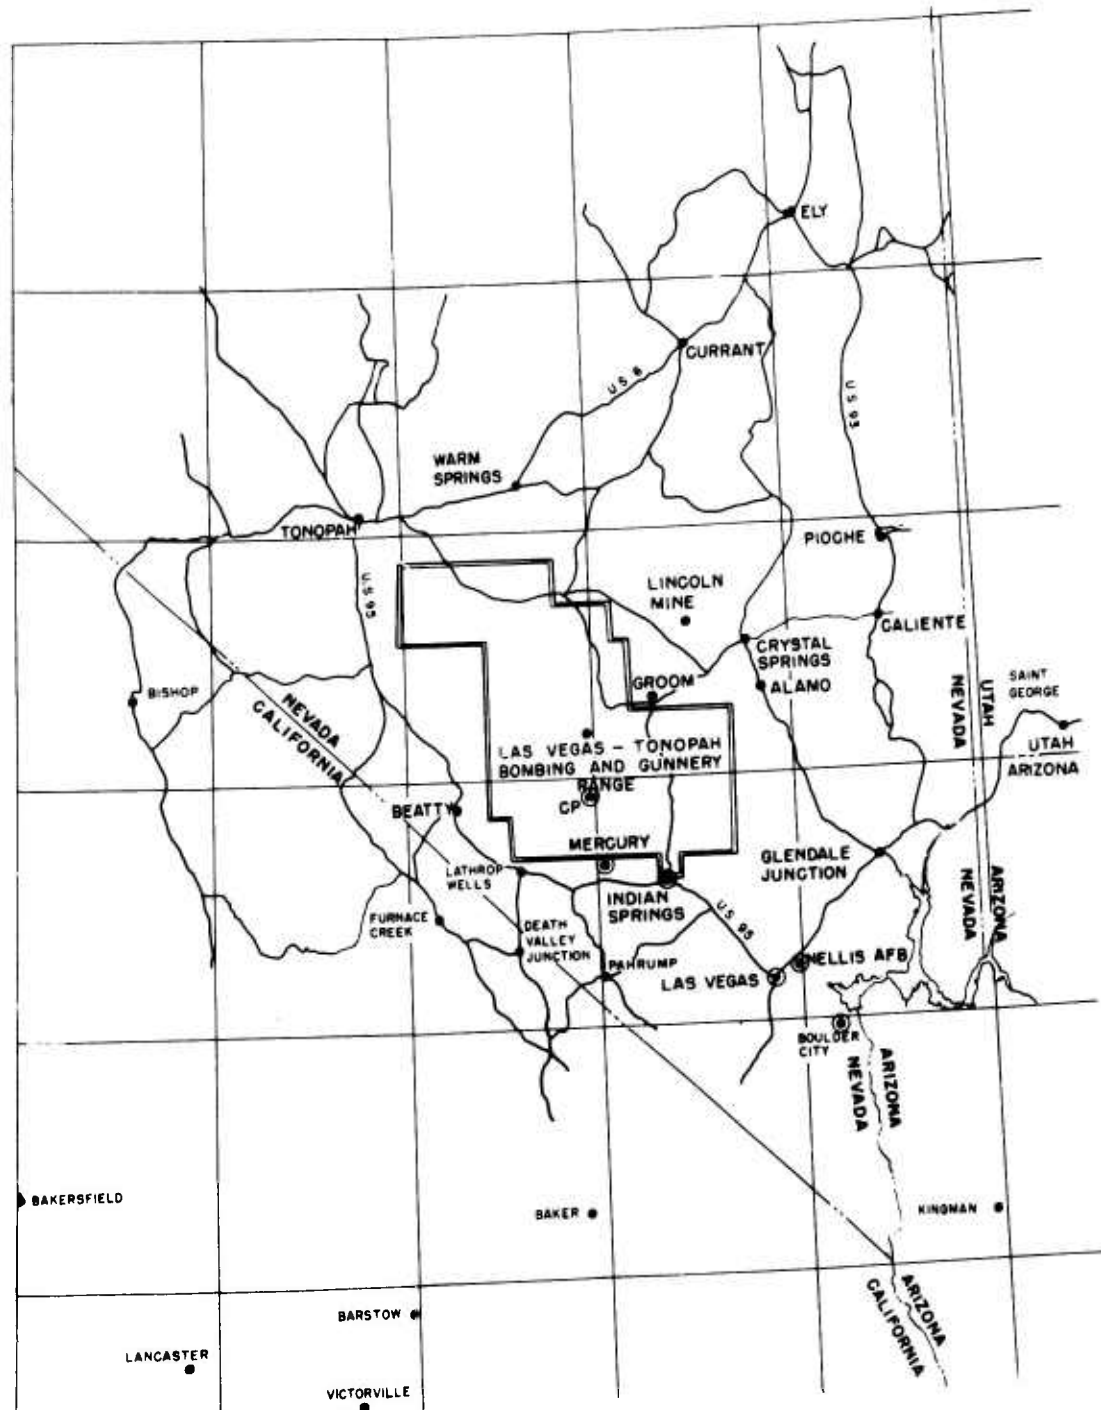 ELY
CURRANT
U S 6
U S 93
WARM
SPRINGS
TONOPAH
PIOCHE
U.S 95
LINCOLN
MINE
CALIENTE
CRYSTAL
SPRINGS
GROOM
ALAMO
BISHOP
NEVADA
CALIFORNIA
UTAH
NEVADA
SAINT
GEORGE
UTAH
ARIZONA
LAS VEGAS – TONOPAH
BOMBING AND GUNNERY
RANGE
CP
BEATTY
MERCURY
GLENDALE
JUNCTION
LATHROP
WELLS
INDIAN
SPRINGS
ARIZONA
NEVADA
FURNACE
CREEK
DEATH
VALLEY
JUNCTION
U S 95
PAHRUMP
NELLIS AFB
LAS VEGAS
BOULDER
CITY
ARIZONA
NEVADA
BAKERSFIELD
BAKER
KINGMAN
ARIZONA
CALIFORNIA
BARSTOW
LANCASTER
VICTORVILLE